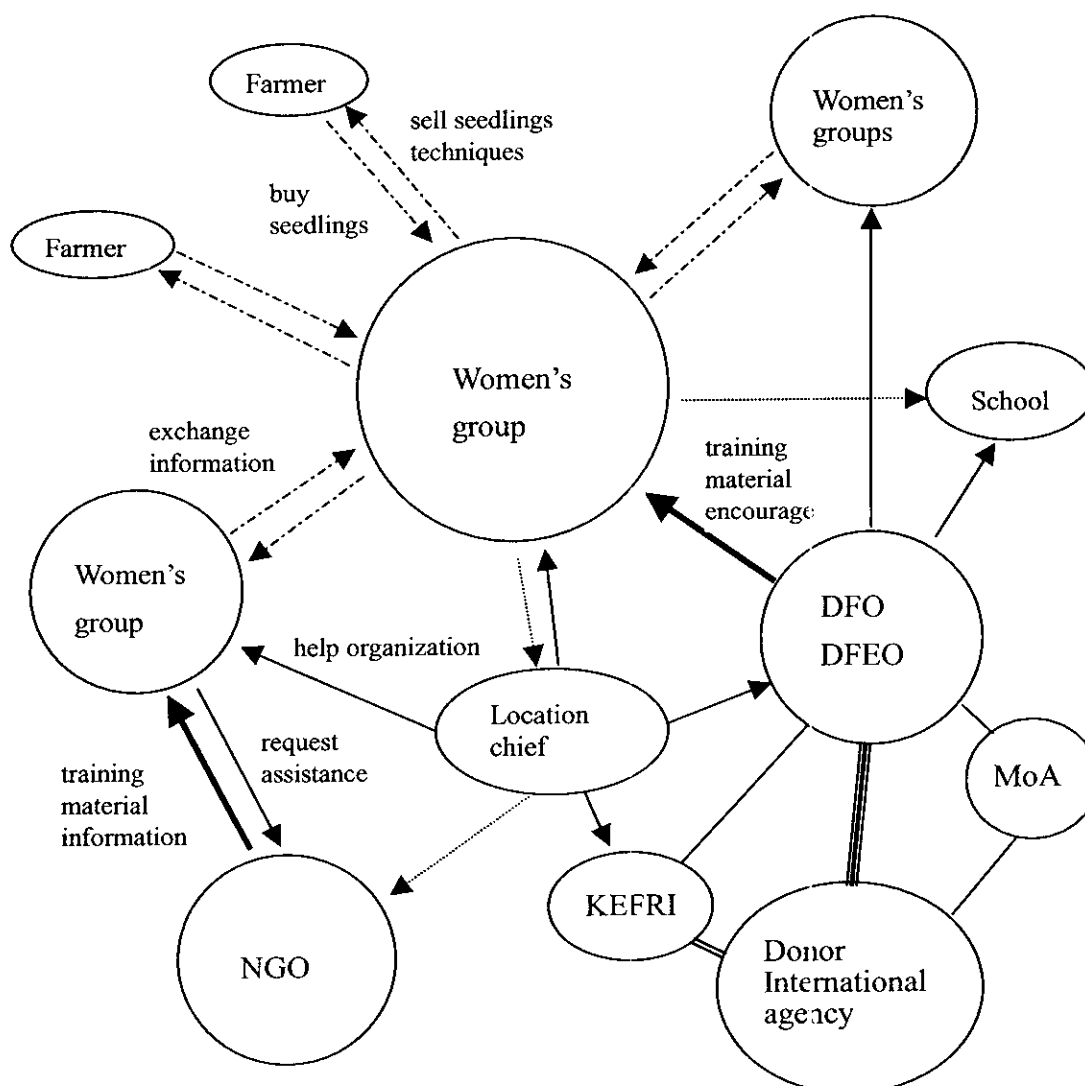 Farmer
sell seedlings
techniques
Women's
groups
buy
seedlings
Farmer
Women's
group
School
exchange
information
training
material
encourage
Women's
group
DFO
DFEO
help organization
Location
chief
request
assistance
training
material
information
MoA
KEFRI
NGO
Donor
International
agency